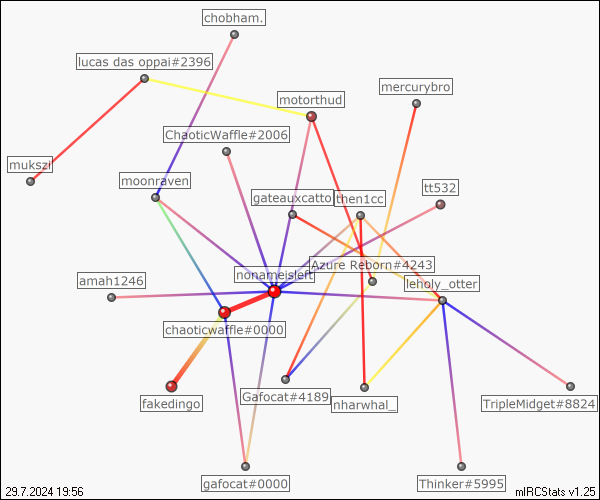 chobham.
lucas das oppai#2396
mercurybro
motorthud
ChaoticWaffle#2006
mukszi
moonraven
tt532
gateauxcatto
then1cc
Azure Reborn#4243
nonameisleft
amah1246
leholy_otter
chaoticwaffle#0000
fakedingo
Gafocat#4189
nharwhal_
TripleMidget#8824
gafocat#0000
Thinker#5995
29.7.2024 19:56
mIRCStats v1.25